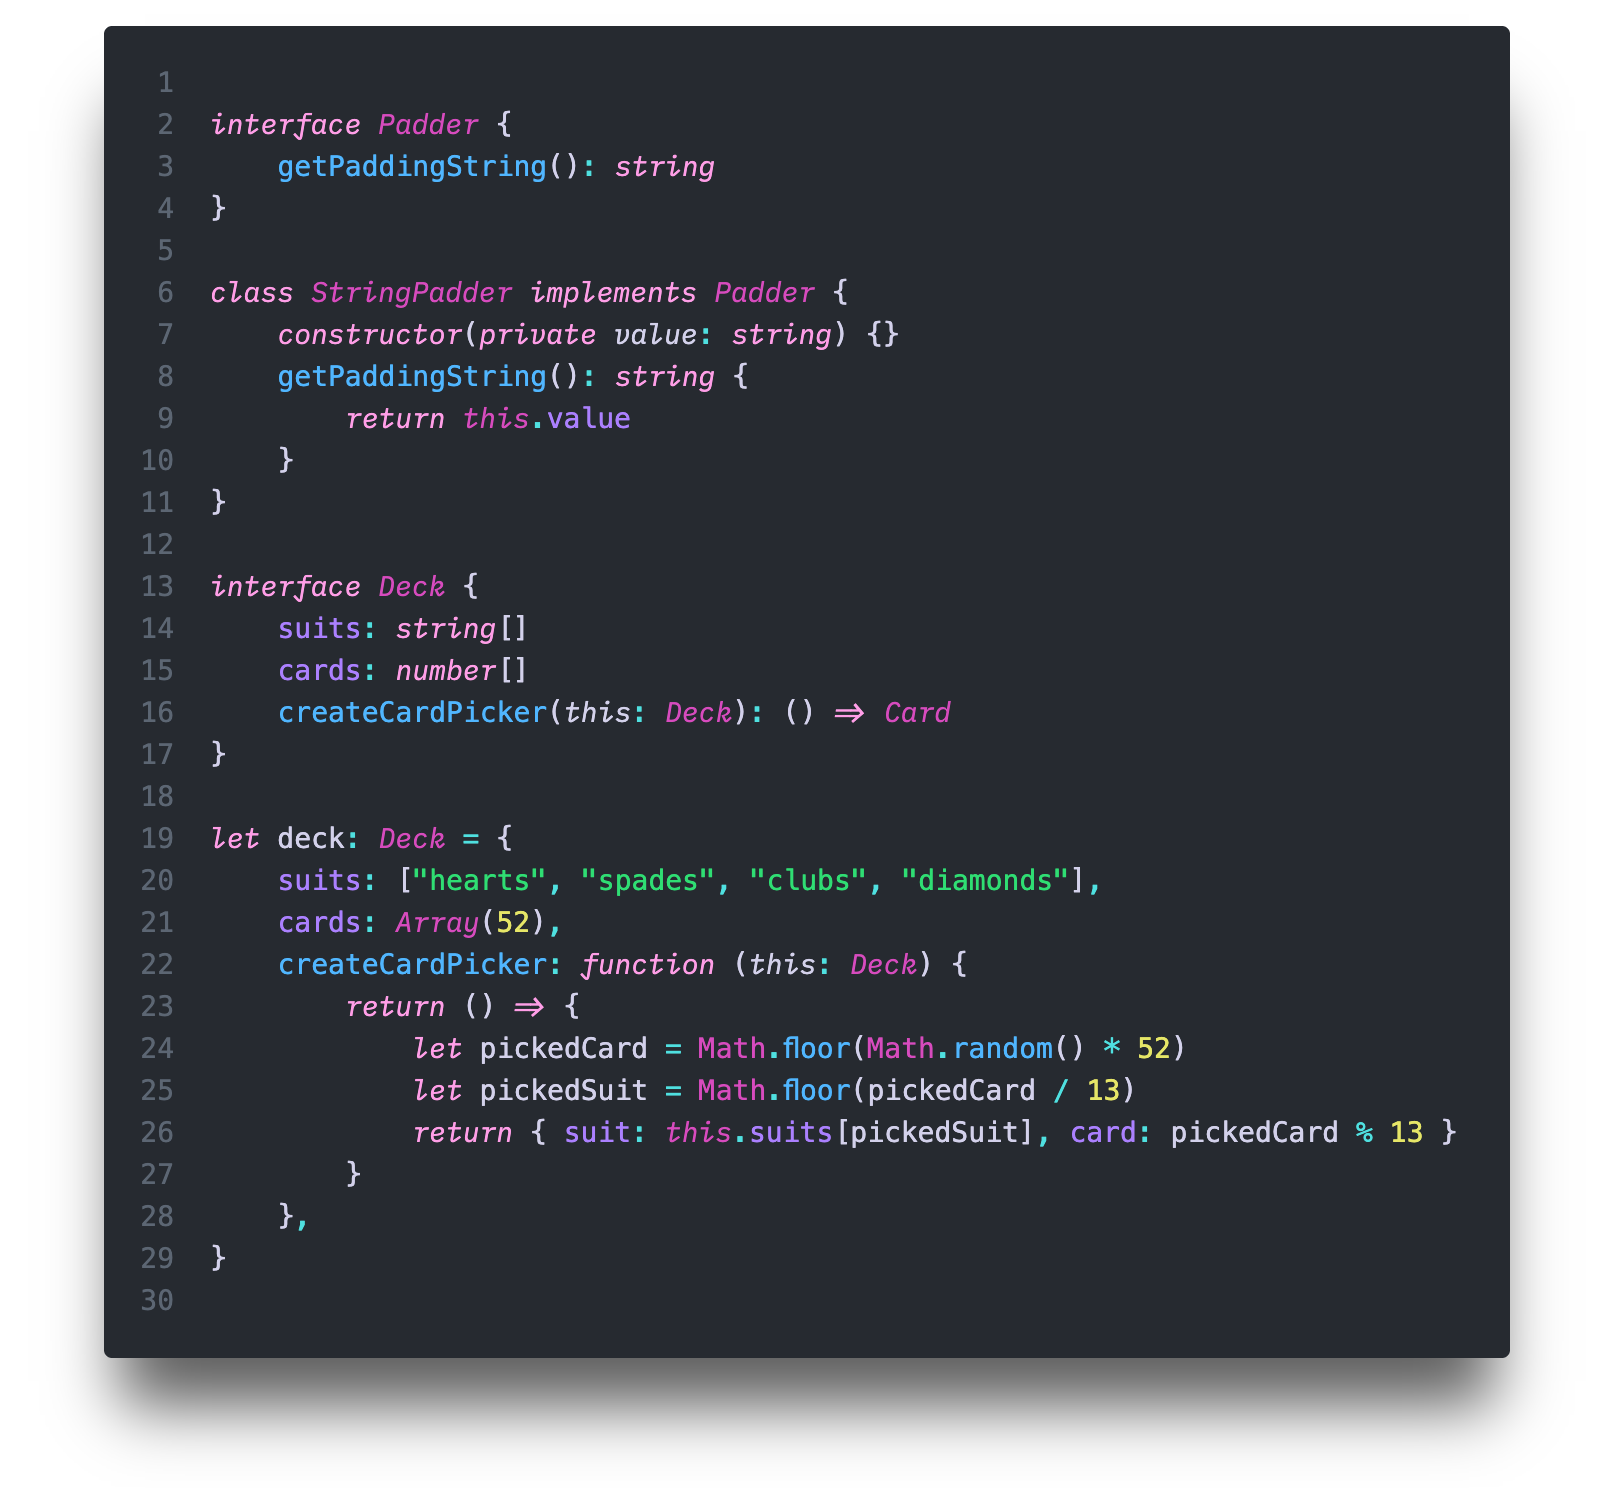 1
2 interface Padder {
3     getPaddingString(): string
4 }
5
6 class StringPadder implements Padder {
7     constructor(private value: string) {}
8     getPaddingString(): string {
9         return this.value
10     }
11 }
12
13 interface Deck {
14     suits: string[]
15     cards: number[]
16     createCardPicker(this: Deck): () => Card
17 }
18
19 let deck: Deck = {
20     suits: ["hearts", "spades", "clubs", "diamonds"],
21     cards: Array(52),
22     createCardPicker: function (this: Deck) {
23         return () => {
24             let pickedCard = Math.floor(Math.random() * 52)
25             let pickedSuit = Math.floor(pickedCard / 13)
26             return { suit: this.suits[pickedSuit], card: pickedCard % 13 }
27         }
28     },
29 }
30